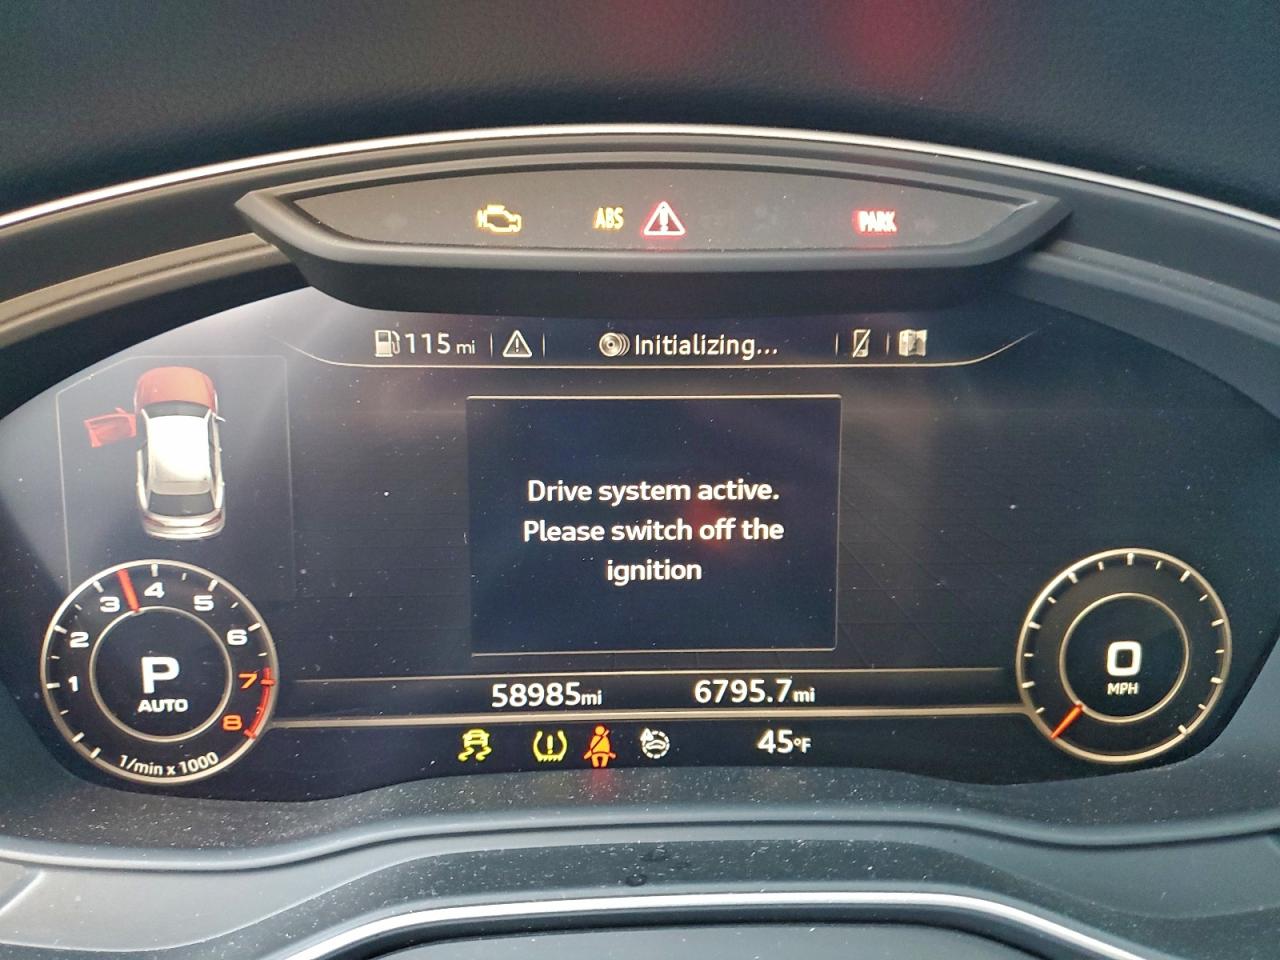 ABS
PARK
115 mi
Initializing...
Drive system active.
Please switch off the
ignition
1 2 3 4 5 6 7 8
P
AUTO
1/min x 1000
0
MPH
58985mi
6795.7mi
45°F